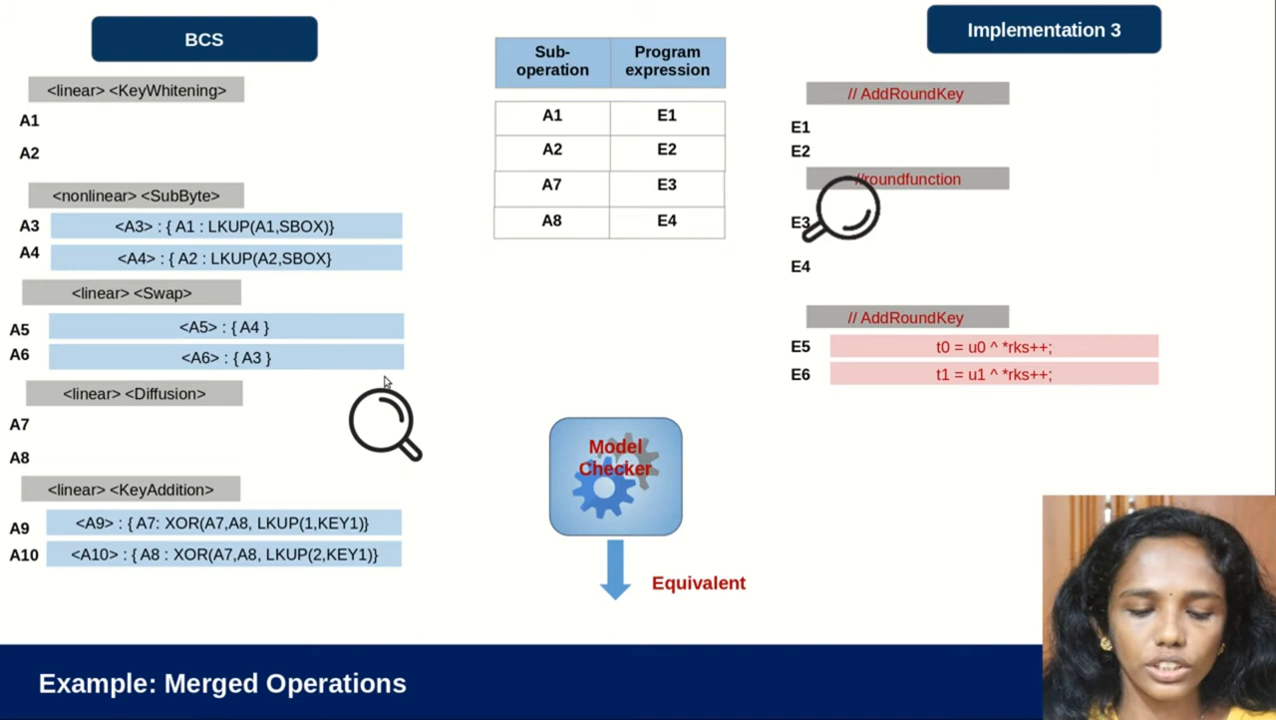 BCS
<linear> <KeyWhitening>
A1
A2
<nonlinear> <SubByte>
A3 <A3> : { A1 : LKUP(A1,SBOX)}
A4 <A4> : { A2 : LKUP(A2,SBOX}
<linear> <Swap>
A5 <A5> : { A4 }
A6 <A6> : { A3 }
<linear> <Diffusion>
A7
A8
<linear> <KeyAddition>
A9 <A9> : { A7: XOR(A7,A8, LKUP(1,KEY1)}
A10 <A10> : { A8 : XOR(A7,A8, LKUP(2,KEY1)}
Sub-
operation
Program
expression
A1 E1
A2 E2
A7 E3
A8 E4
Model
Checker
Equivalent
Implementation 3
// AddRoundKey
E1
E2
//roundfunction
E3
E4
// AddRoundKey
E5 t0 = u0 ^ *rks++;
E6 t1 = u1 ^ *rks++;
Example: Merged Operations